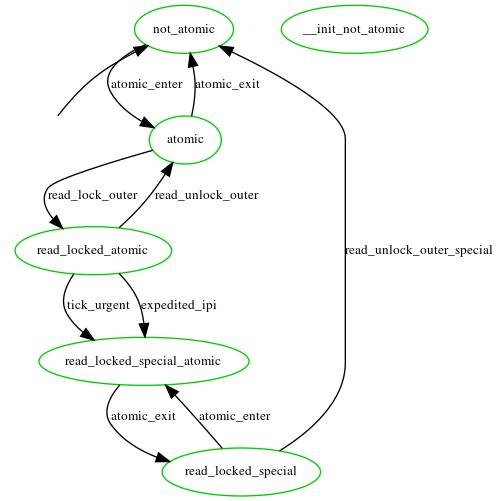 not_atomic
__init_not_atomic
atomic_enter
atomic_exit
atomic
read_lock_outer
read_unlock_outer
read_locked_atomic
read_unlock_outer_special
tick_urgent
expedited_ipi
read_locked_special_atomic
atomic_exit
atomic_enter
read_locked_special